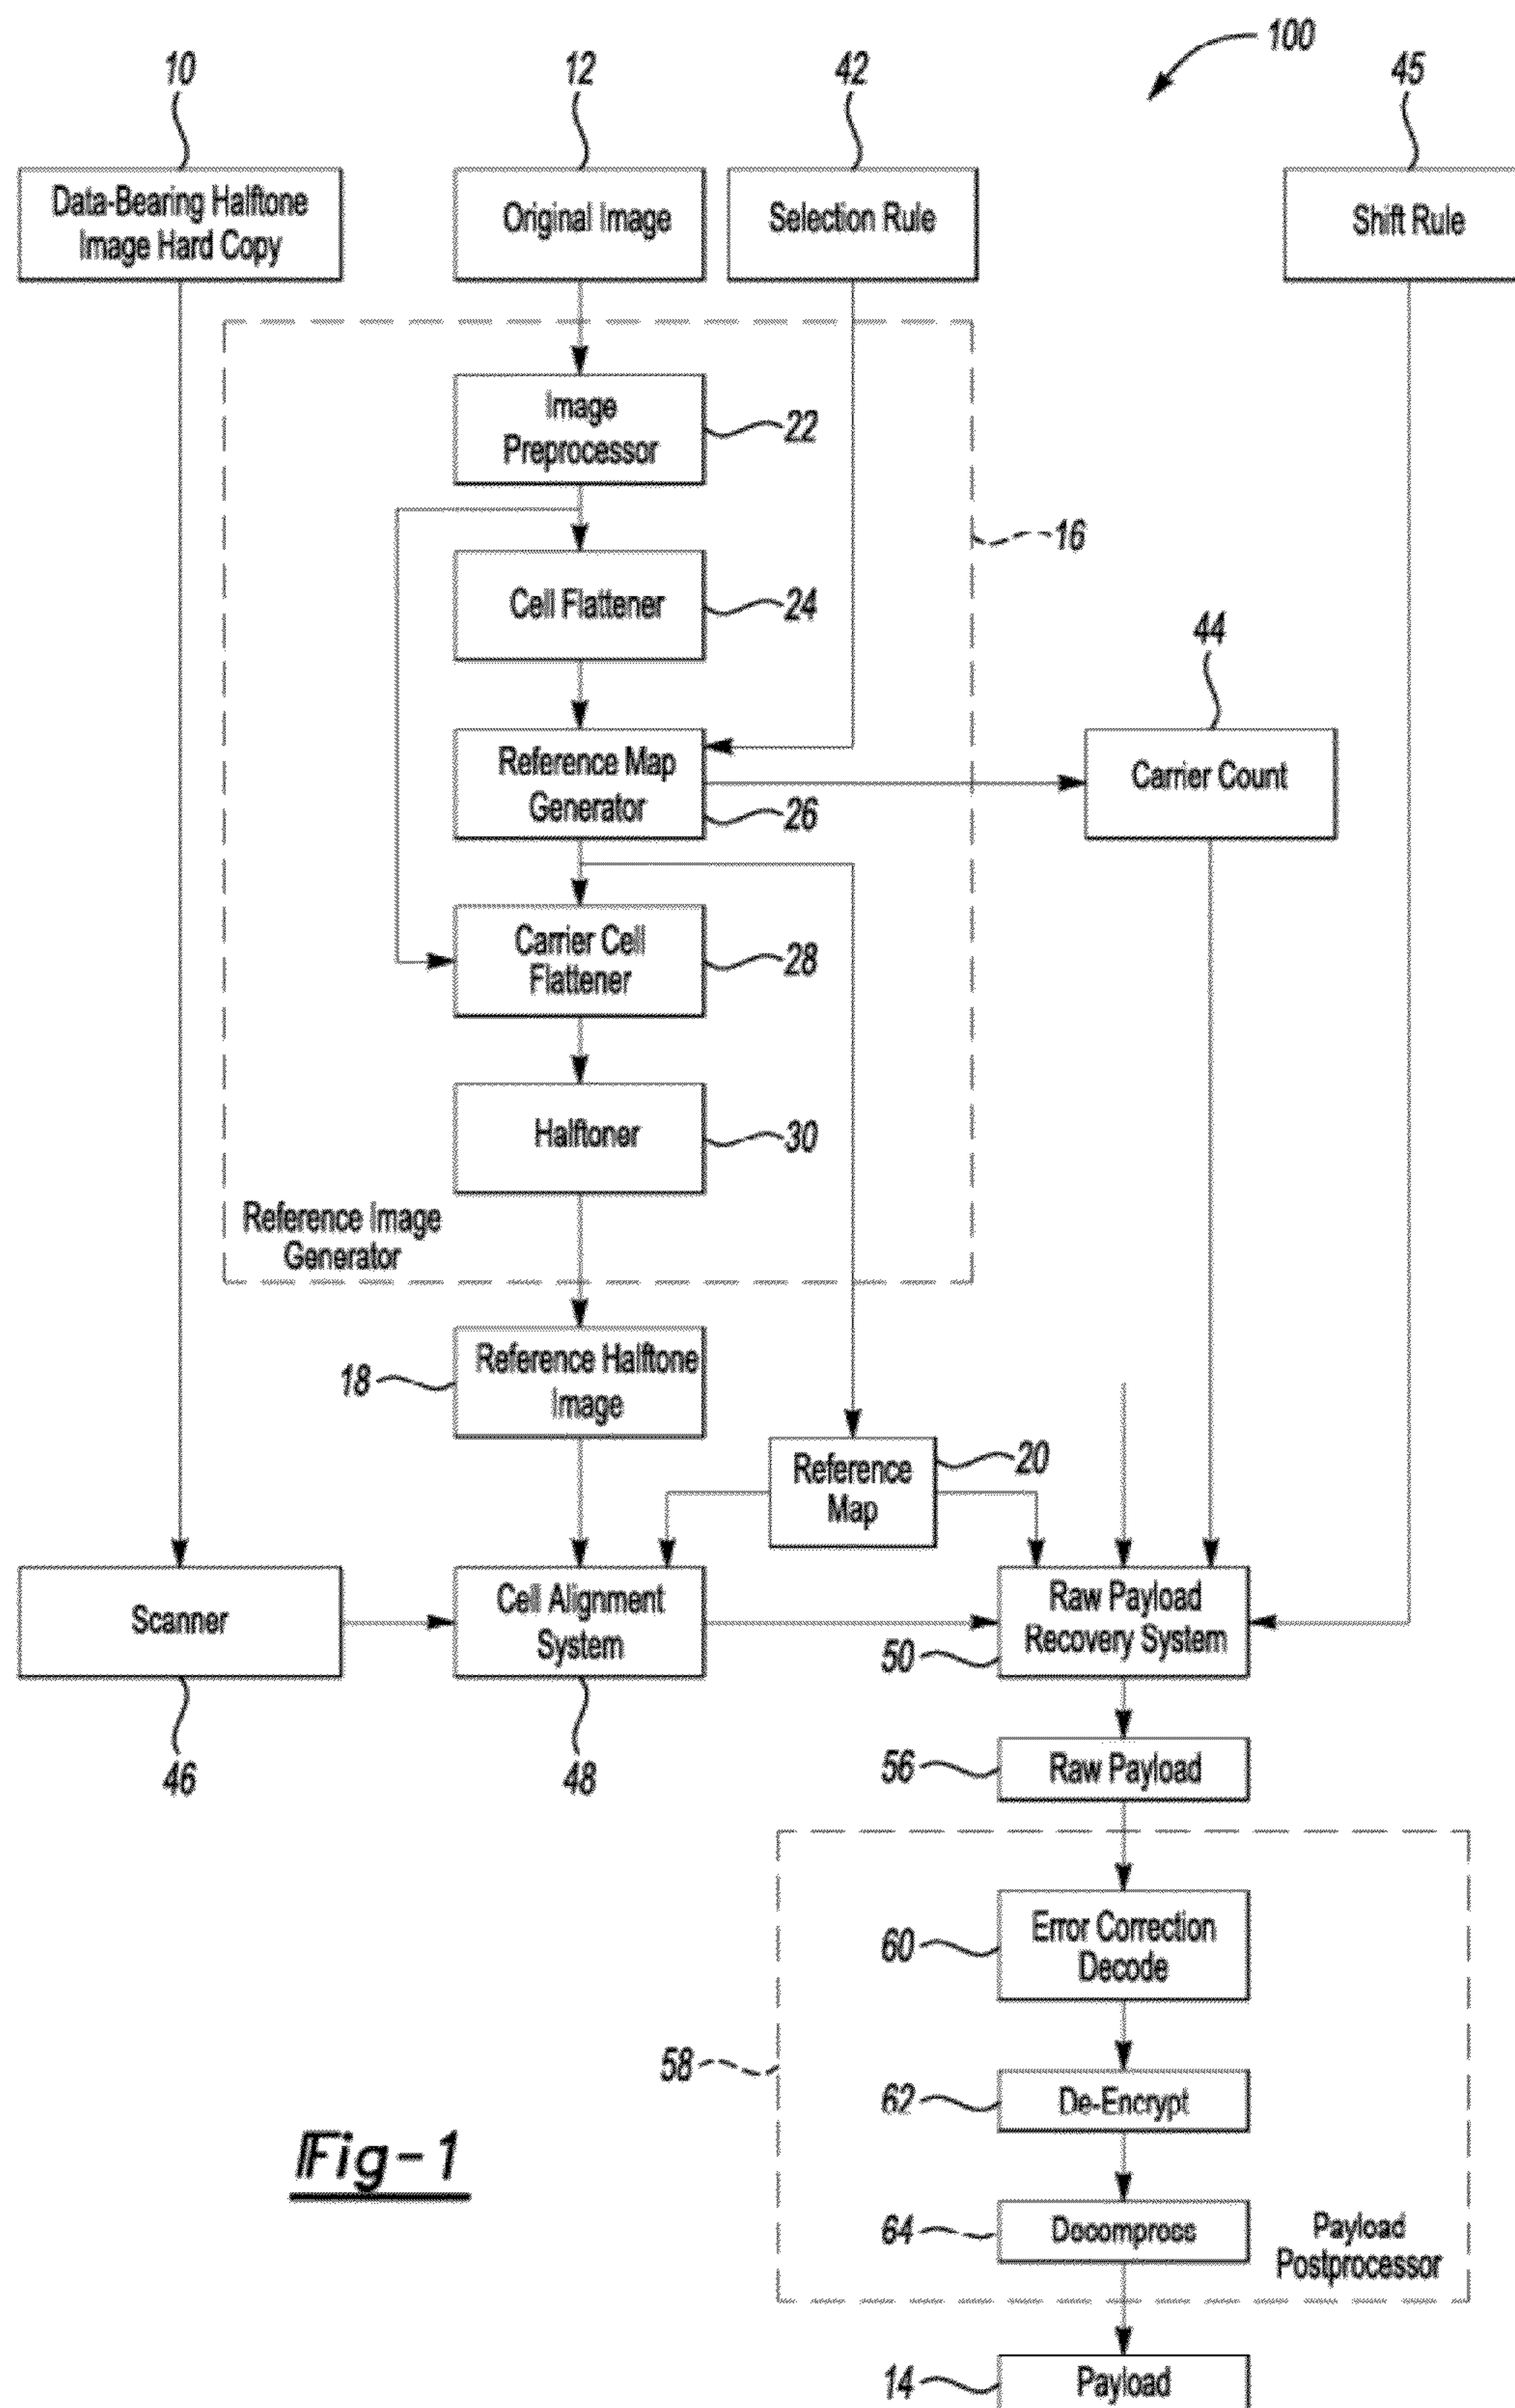 100
10
12
42
45
Data-Bearing Halftone
Image Hard Copy
Original Image
Selection Rule
Shift Rule
Image
Preprocessor
22
16
Cell Flattener
24
44
Reference Map
Generator
26
Carrier Count
Carrier Cell
Flattener
28
Halftoner
30
Reference Image
Generator
Reference Halftone
Image
18
Reference
Map
20
Scanner
Cell Alignment
System
Raw Payload
Recovery System
50
46
48
56
Raw Payload
Error Correction
Decode
60
58
62
De-Encrypt
Fig-1
64
Decompress
Payload
Postprocessor
14
Payload